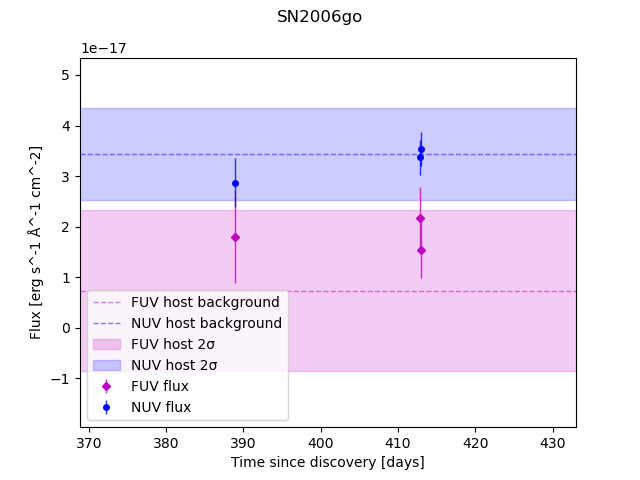 SN2006go
1e−17
5
4
3
2
1
0
−1
Flux [erg s^-1 Å^-1 cm^-2]
FUV host background
NUV host background
FUV host 2σ
NUV host 2σ
FUV flux
NUV flux
370 380 390 400 410 420 430
Time since discovery [days]